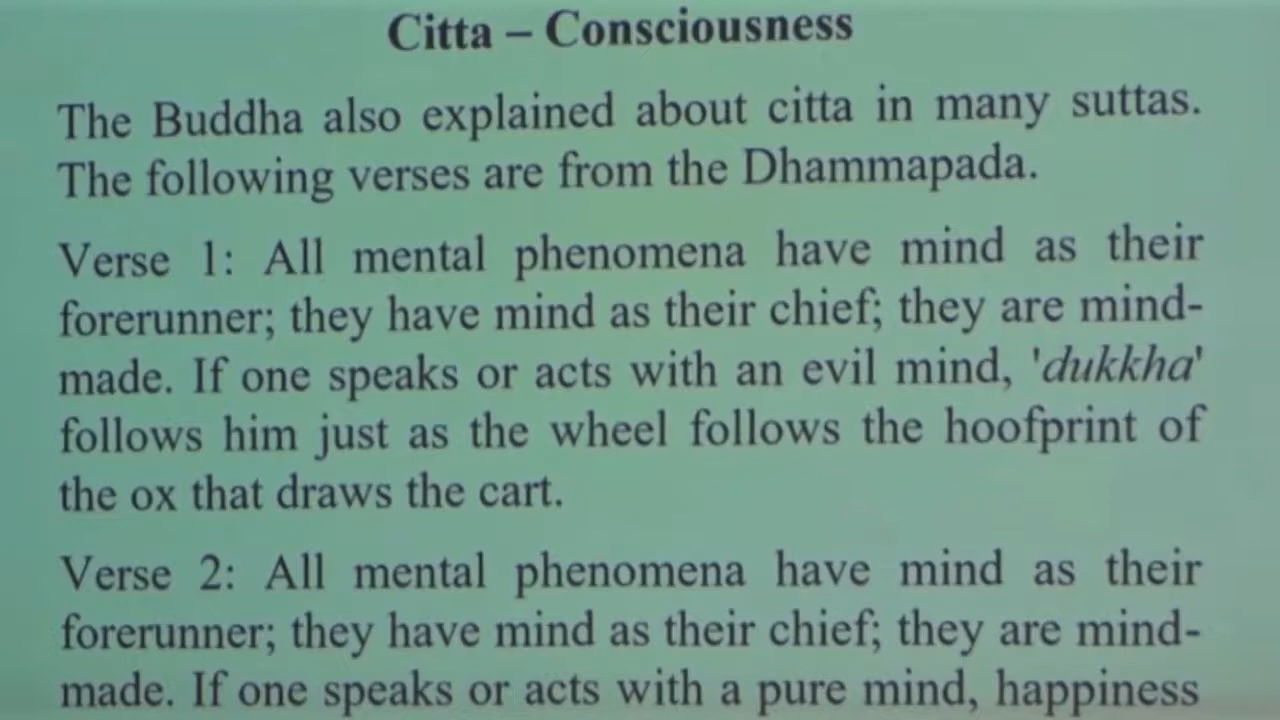 Citta – Consciousness
The Buddha also explained about citta in many suttas.
The following verses are from the Dhammapada.
Verse 1: All mental phenomena have mind as their
forerunner; they have mind as their chief; they are mind-
made. If one speaks or acts with an evil mind, 'dukkha'
follows him just as the wheel follows the hoofprint of
the ox that draws the cart.
Verse 2: All mental phenomena have mind as their
forerunner; they have mind as their chief; they are mind-
made. If one speaks or acts with a pure mind, happiness